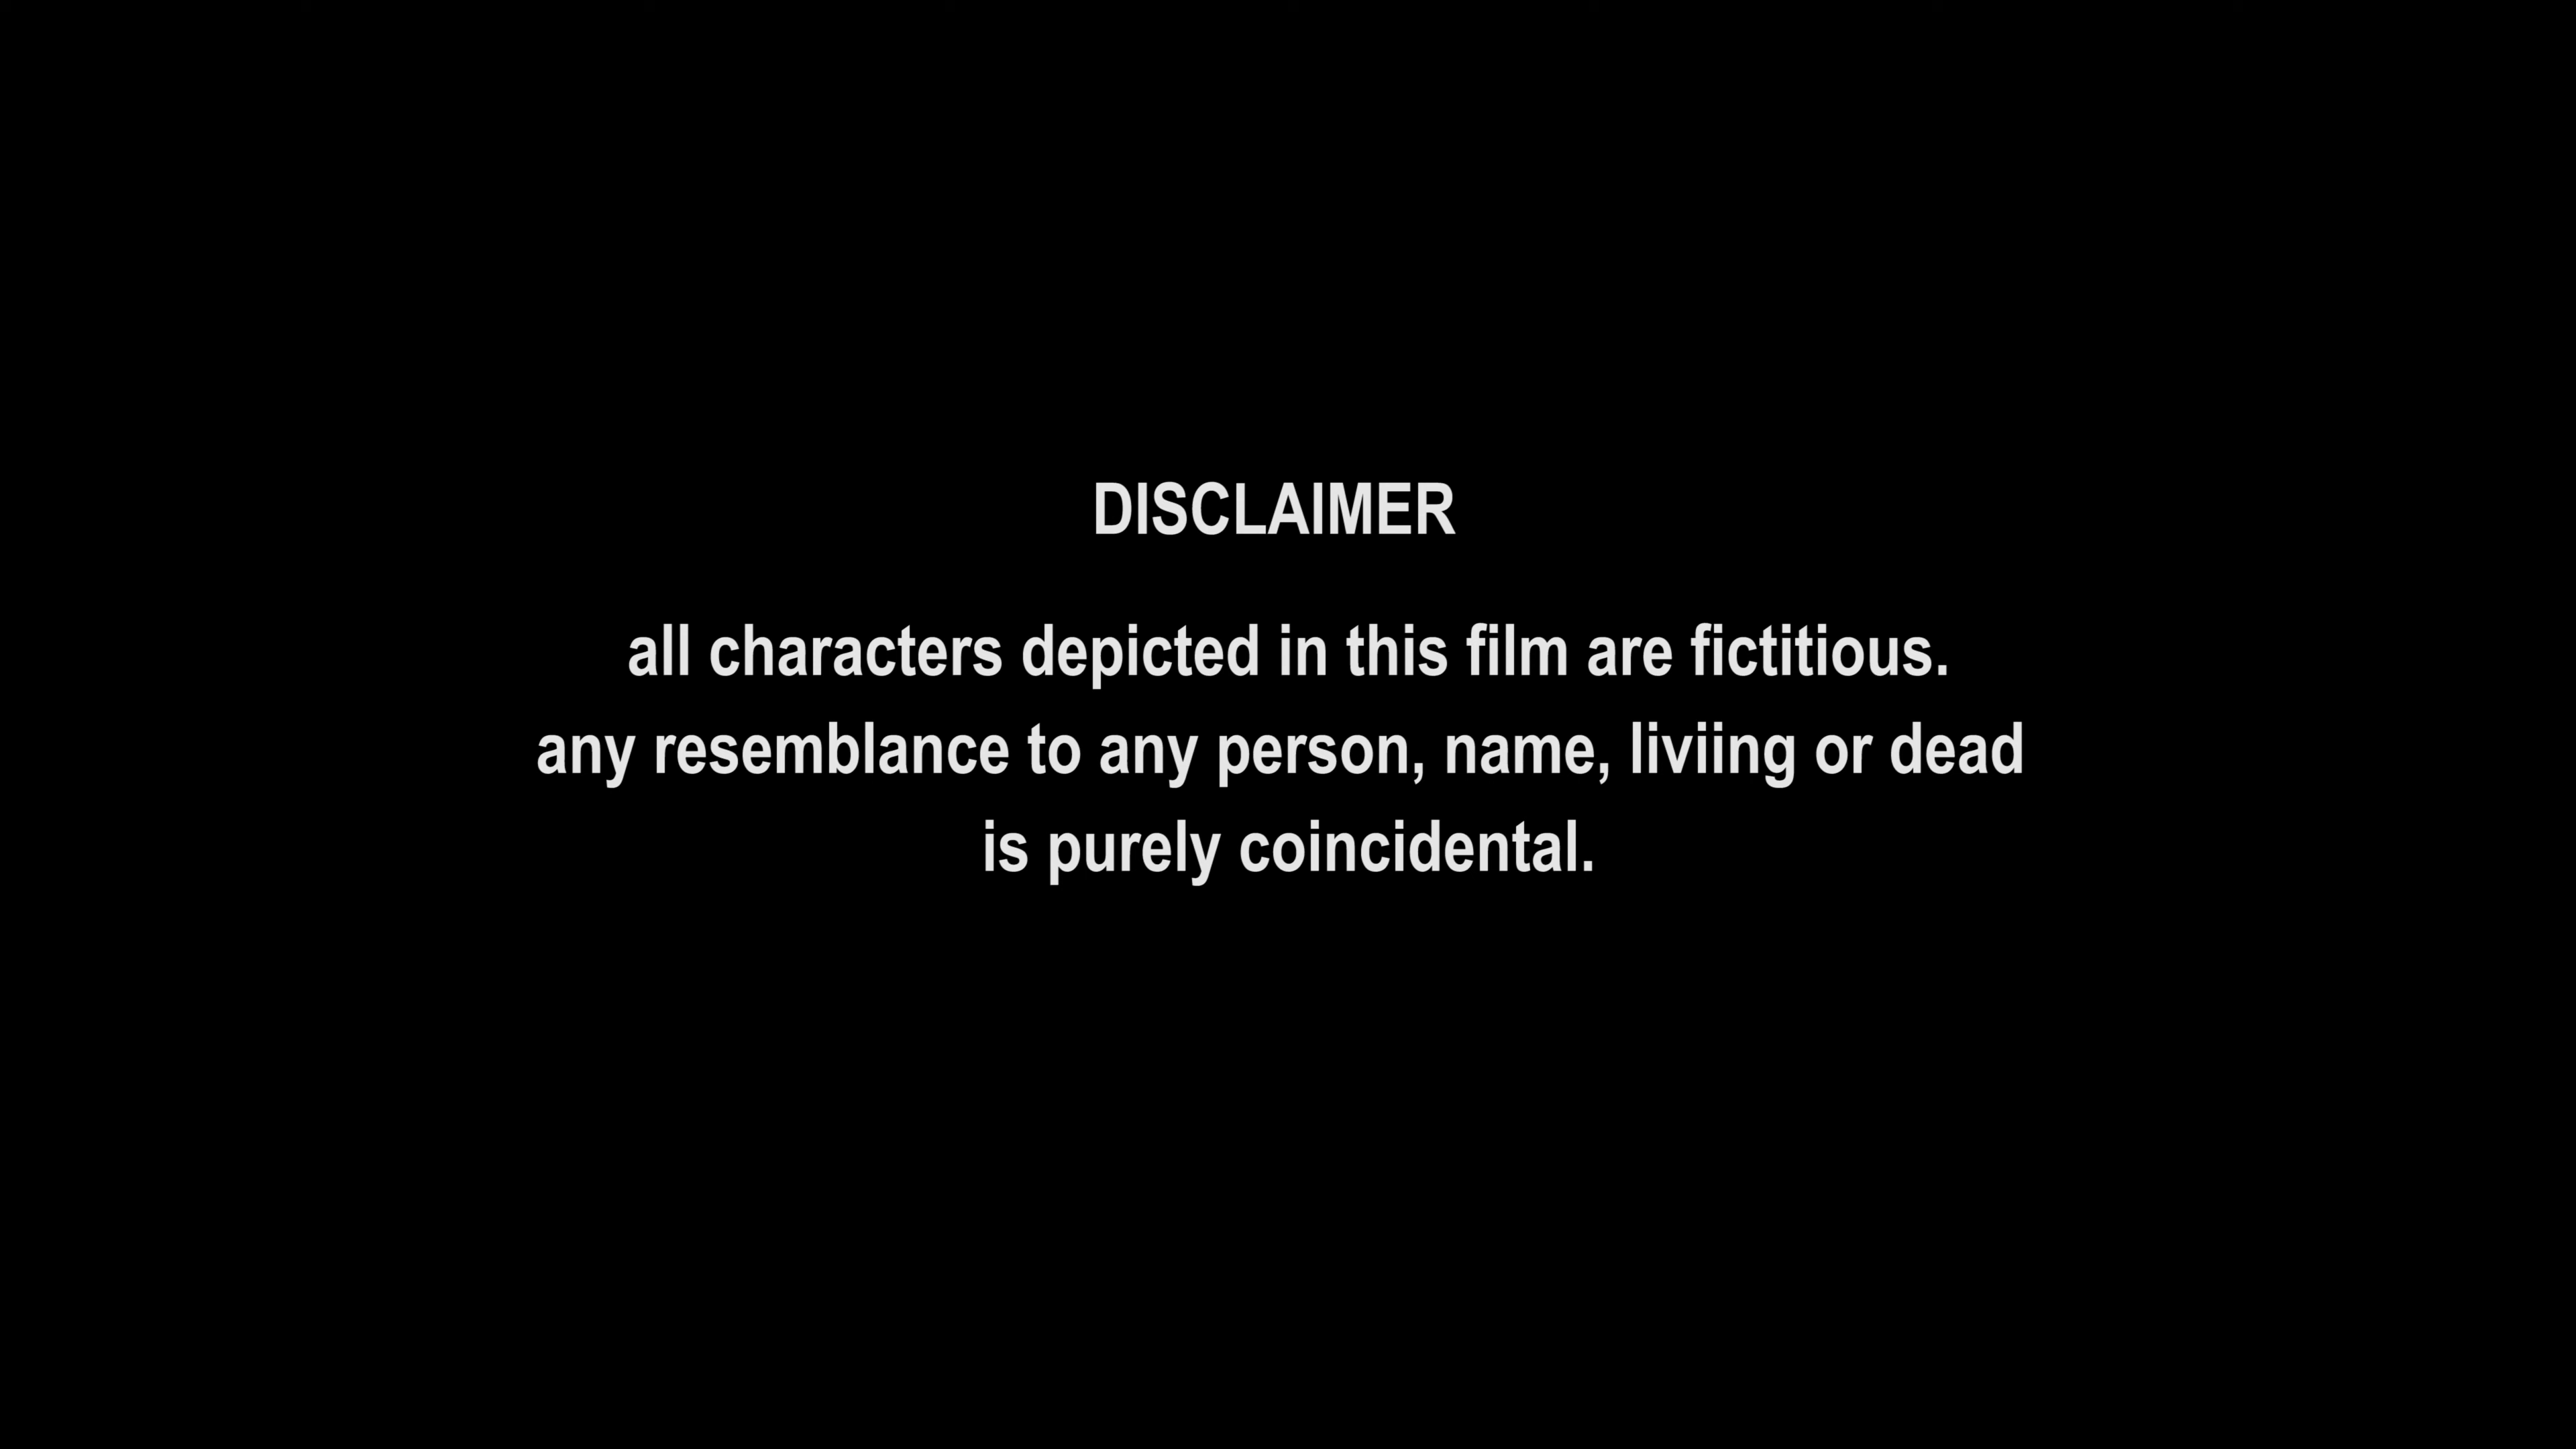 DISCLAIMER
all characters depicted in this film are fictitious.
any resemblance to any person, name, liviing or dead
is purely coincidental.